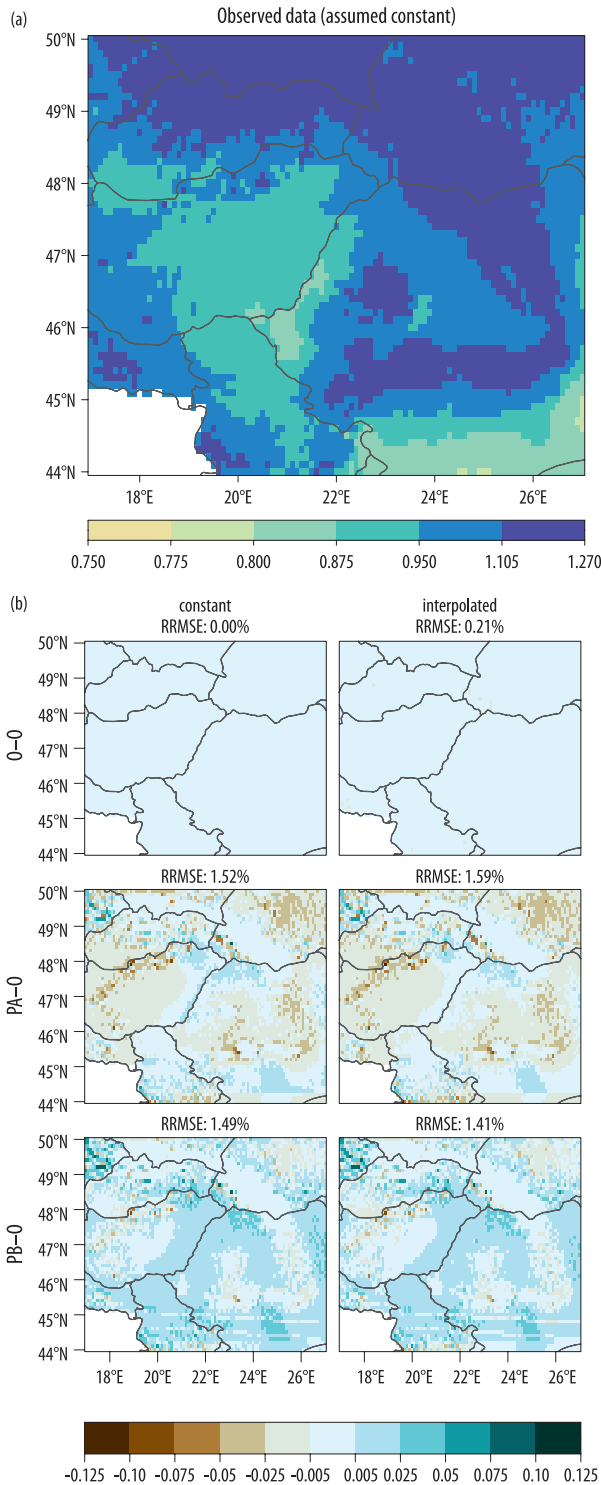 (a)
Observed data (assumed constant)
50°N
49°N
48°N
47°N
46°N
45°N
44°N
18°E 20°E 22°E 24°E 26°E
0.750 0.775 0.800 0.875 0.950 1.105 1.270
(b)
constant interpolated
RRMSE: 0.00% RRMSE: 0.21%
50°N
49°N
48°N
47°N
46°N
45°N
44°N
O–O
RRMSE: 1.52% RRMSE: 1.59%
50°N
49°N
48°N
47°N
46°N
45°N
44°N
PA–O
RRMSE: 1.49% RRMSE: 1.41%
50°N
49°N
48°N
47°N
46°N
45°N
44°N
PB–O
18°E 20°E 22°E 24°E 26°E 18°E 20°E 22°E 24°E 26°E
-0.125 -0.10 -0.075 -0.05 -0.025 -0.005 0.005 0.025 0.05 0.075 0.10 0.125